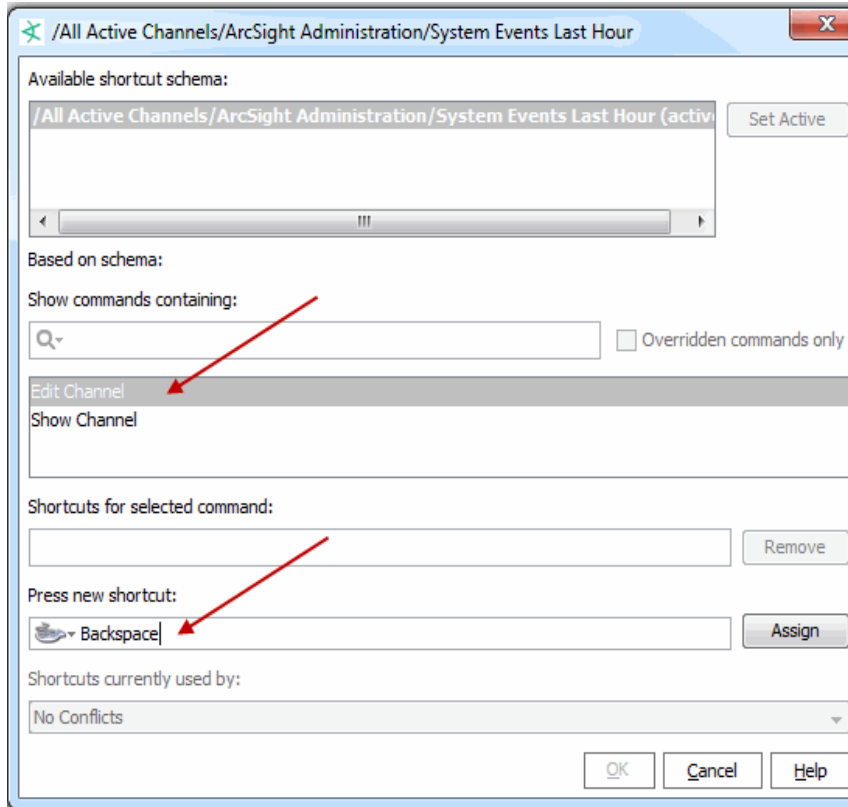 /All Active Channels/ArcSight Administration/System Events Last Hour
X
Available shortcut schema:
/All Active Channels/ArcSight Administration/System Events Last Hour (active
Set Active
Based on schema:
Show commands containing:
Overridden commands only
Edit Channel
Show Channel
Shortcuts for selected command:
Remove
Press new shortcut:
Backspace
Assign
Shortcuts currently used by:
No Conflicts
OK
Cancel
Help